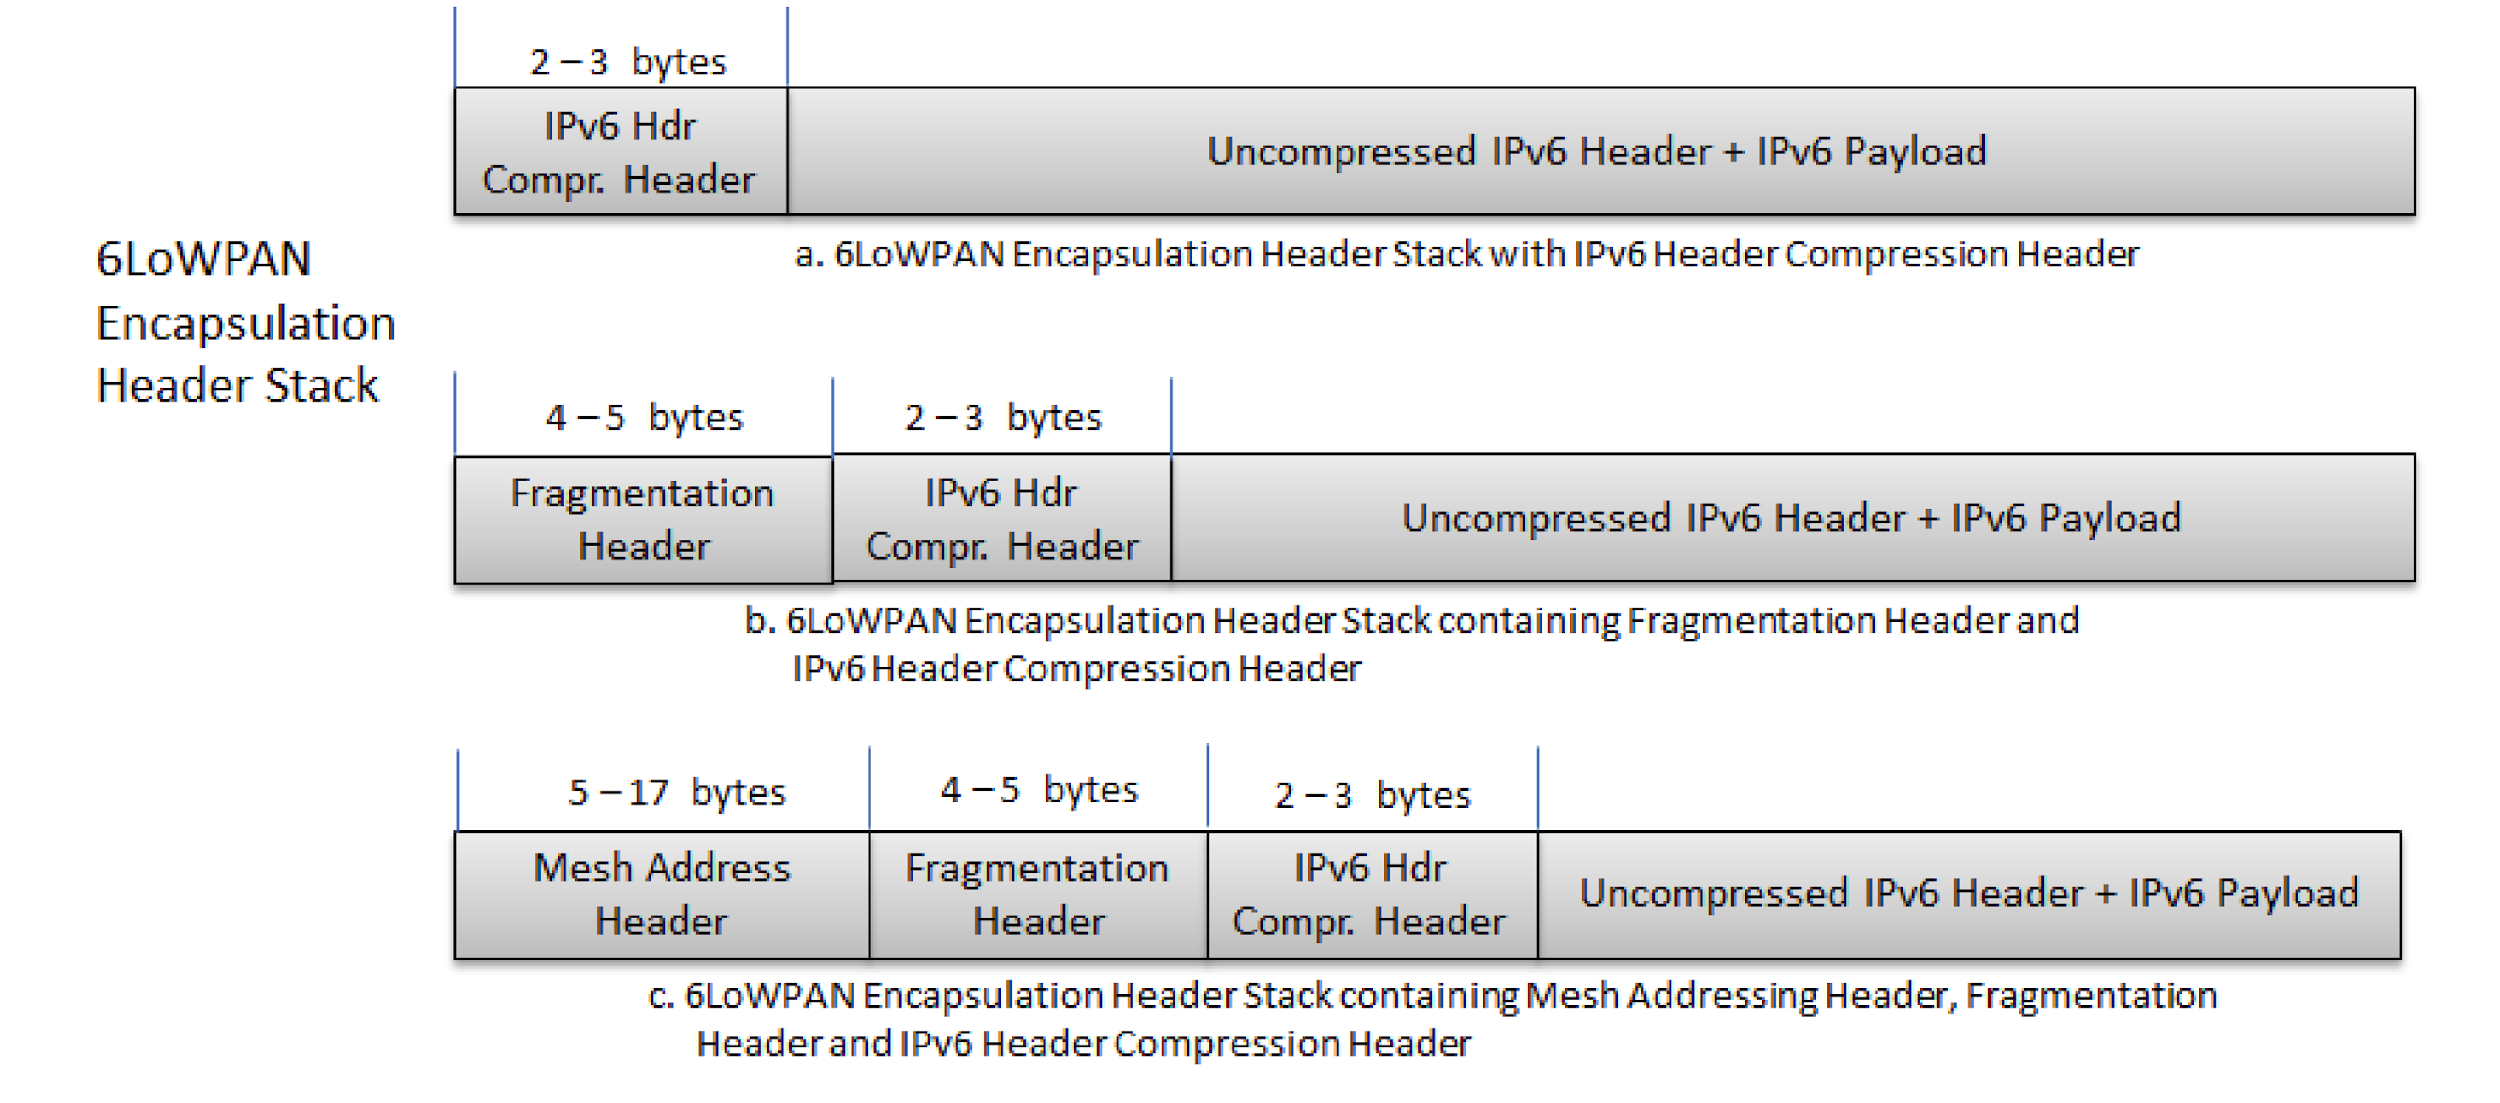 2 – 3 bytes
IPv6 Hdr
Compr. Header
Uncompressed IPv6 Header + IPv6 Payload
a. 6LoWPAN Encapsulation Header Stack with IPv6 Header Compression Header
6LoWPAN
Encapsulation
Header Stack
4 – 5 bytes
2 – 3 bytes
Fragmentation
Header
IPv6 Hdr
Compr. Header
Uncompressed IPv6 Header + IPv6 Payload
b. 6LoWPAN Encapsulation Header Stack containing Fragmentation Header and
IPv6 Header Compression Header
5 – 17 bytes
4 – 5 bytes
2 – 3 bytes
Mesh Address
Header
Fragmentation
Header
IPv6 Hdr
Compr. Header
Uncompressed IPv6 Header + IPv6 Payload
c. 6LoWPAN Encapsulation Header Stack containing Mesh Addressing Header, Fragmentation
Header and IPv6 Header Compression Header